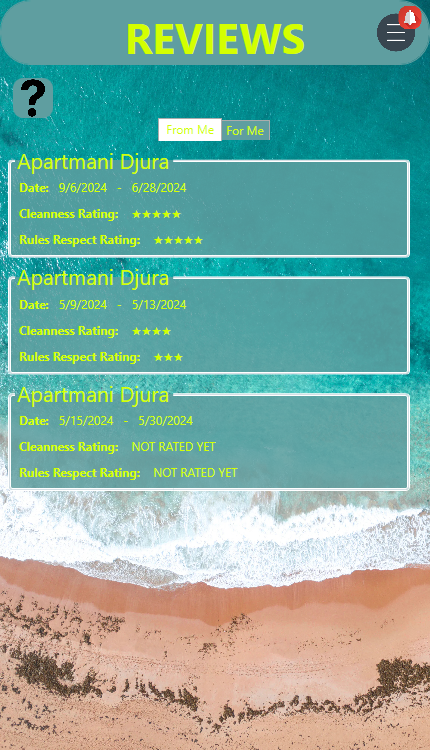 REVIEWS
?
From Me For Me
Apartmani Djura
Date: 9/6/2024 - 6/28/2024
Cleanness Rating: ★★★★★
Rules Respect Rating: ★★★★★
Apartmani Djura
Date: 5/9/2024 - 5/13/2024
Cleanness Rating: ★★★★
Rules Respect Rating: ★★★
Apartmani Djura
Date: 5/15/2024 - 5/30/2024
Cleanness Rating: NOT RATED YET
Rules Respect Rating: NOT RATED YET